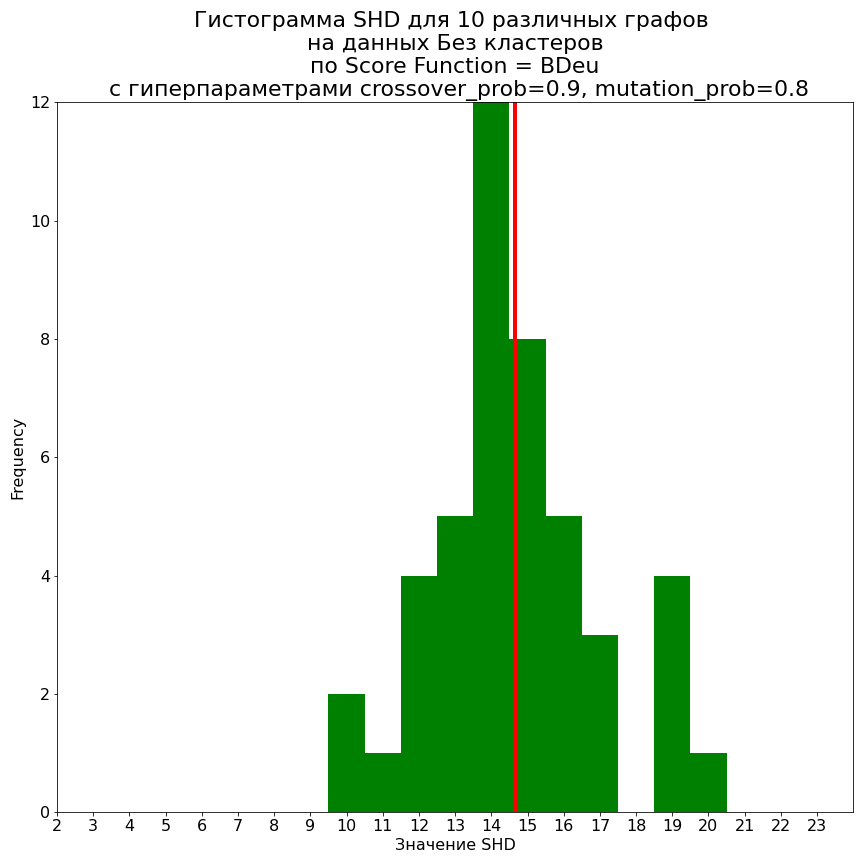 Гистограмма SHD для 10 различных графов
на данных Без кластеров
по Score Function = BDeu
с гиперпараметрами crossover_prob=0.9, mutation_prob=0.8
12
10
8
6
4
2
0
Frequency
2 3 4 5 6 7 8 9 10 11 12 13 14 15 16 17 18 19 20 21 22 23
Значение SHD